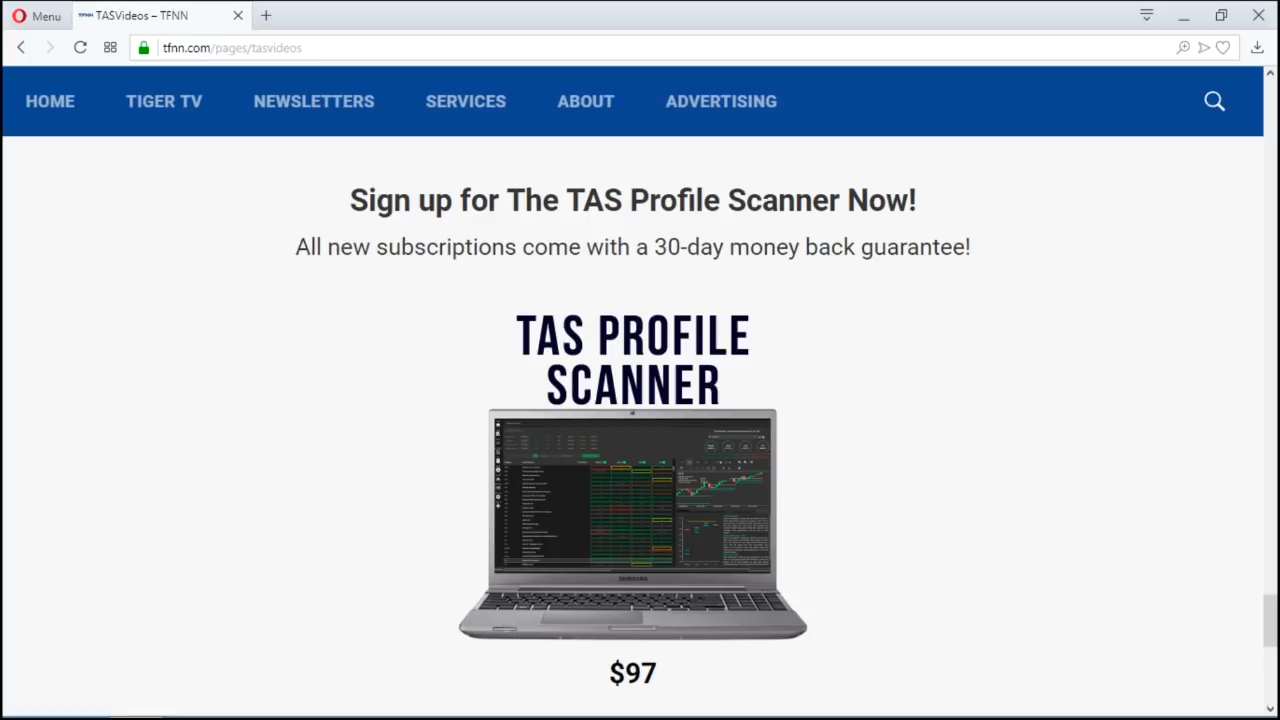 Menu
TFNN TASVideos – TFNN
tfnn.com/pages/tasvideos
HOME TIGER TV NEWSLETTERS SERVICES ABOUT ADVERTISING
Sign up for The TAS Profile Scanner Now!
All new subscriptions come with a 30-day money back guarantee!
TAS PROFILE
SCANNER
SAMSUNG
$97